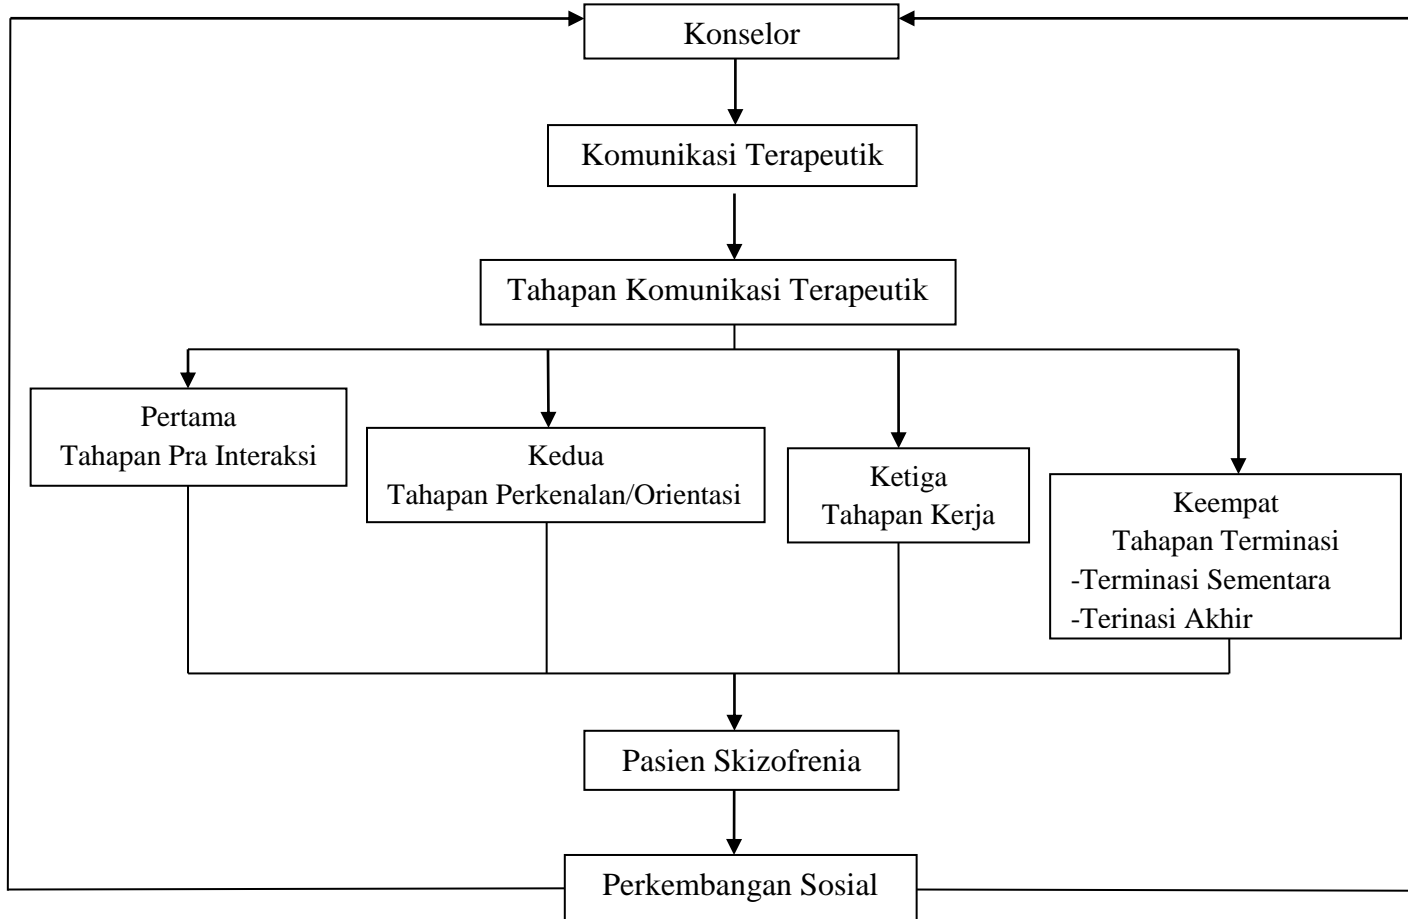 Konselor
Komunikasi Terapeutik
Tahapan Komunikasi Terapeutik
Pertama
Tahapan Pra Interaksi
Kedua
Tahapan Perkenalan/Orientasi
Ketiga
Tahapan Kerja
Keempat
Tahapan Terminasi
-Terminasi Sementara
-Terinasi Akhir
Pasien Skizofrenia
Perkembangan Sosial